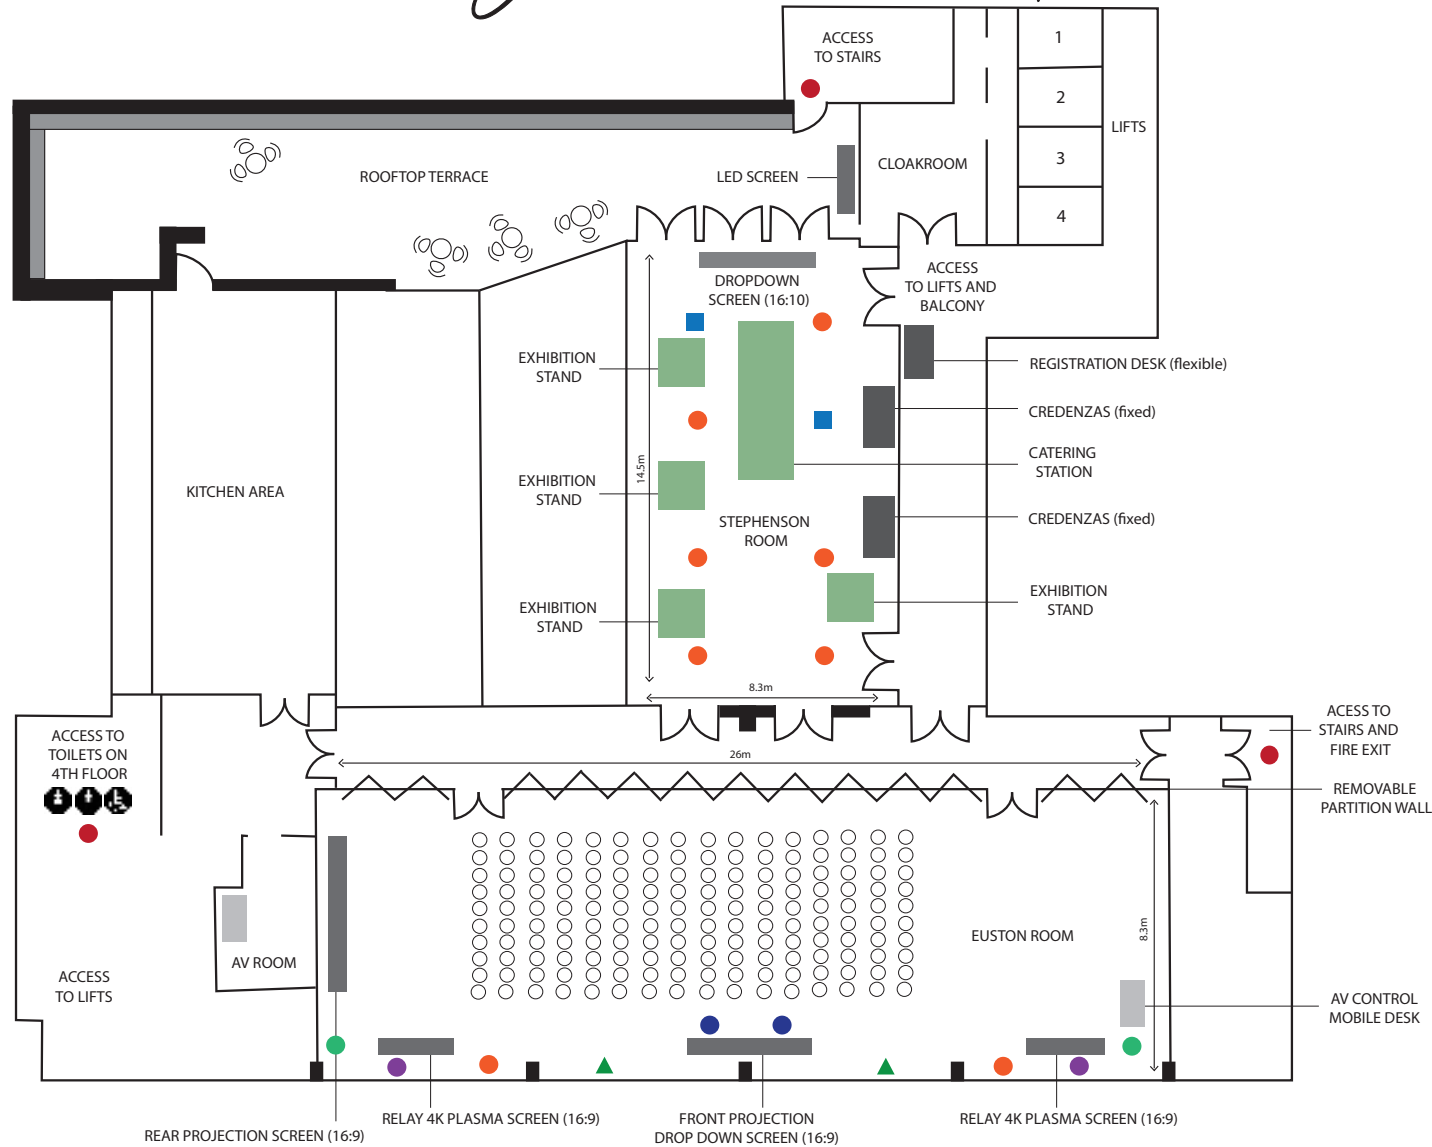 ACCESS
TO STAIRS
1
2
3
4
LIFTS
CLOAKROOM
ROOFTOP TERRACE
LED SCREEN
ACCESS
TO LIFTS AND
BALCONY
DROPDOWN
SCREEN (16:10)
EXHIBITION
STAND
REGISTRATION DESK (flexible)
CREDENZAS (fixed)
CATERING
STATION
14.5m
EXHIBITION
STAND
KITCHEN AREA
CREDENZAS (fixed)
STEPHENSON
ROOM
EXHIBITION
STAND
EXHIBITION
STAND
8.3m
ACCESS TO
TOILETS ON
4TH FLOOR
ACESS TO
STAIRS AND
FIRE EXIT
26m
REMOVABLE
PARTITION WALL
8.3m
EUSTON ROOM
AV ROOM
ACCESS
TO LIFTS
AV CONTROL
MOBILE DESK
REAR PROJECTION SCREEN (16:9)
RELAY 4K PLASMA SCREEN (16:9)
FRONT PROJECTION
DROP DOWN SCREEN (16:9)
RELAY 4K PLASMA SCREEN (16:9)